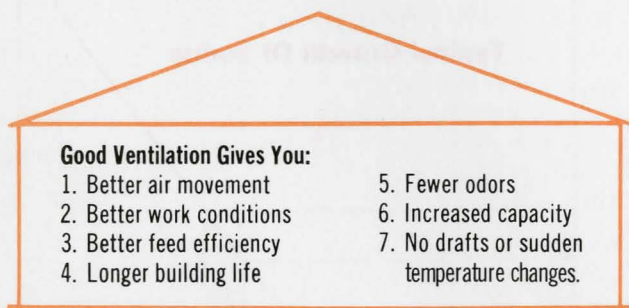 Good Ventilation Gives You:
1. Better air movement
2. Better work conditions
3. Better feed efficiency
4. Longer building life
5. Fewer odors
6. Increased capacity
7. No drafts or sudden
temperature changes.